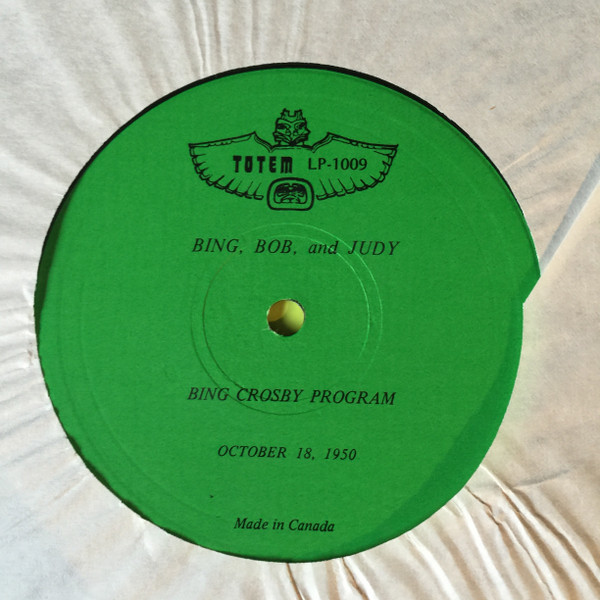 TOTEM LP-1009
BING, BOB, and JUDY
BING CROSBY PROGRAM
OCTOBER 18, 1950
Made in Canada